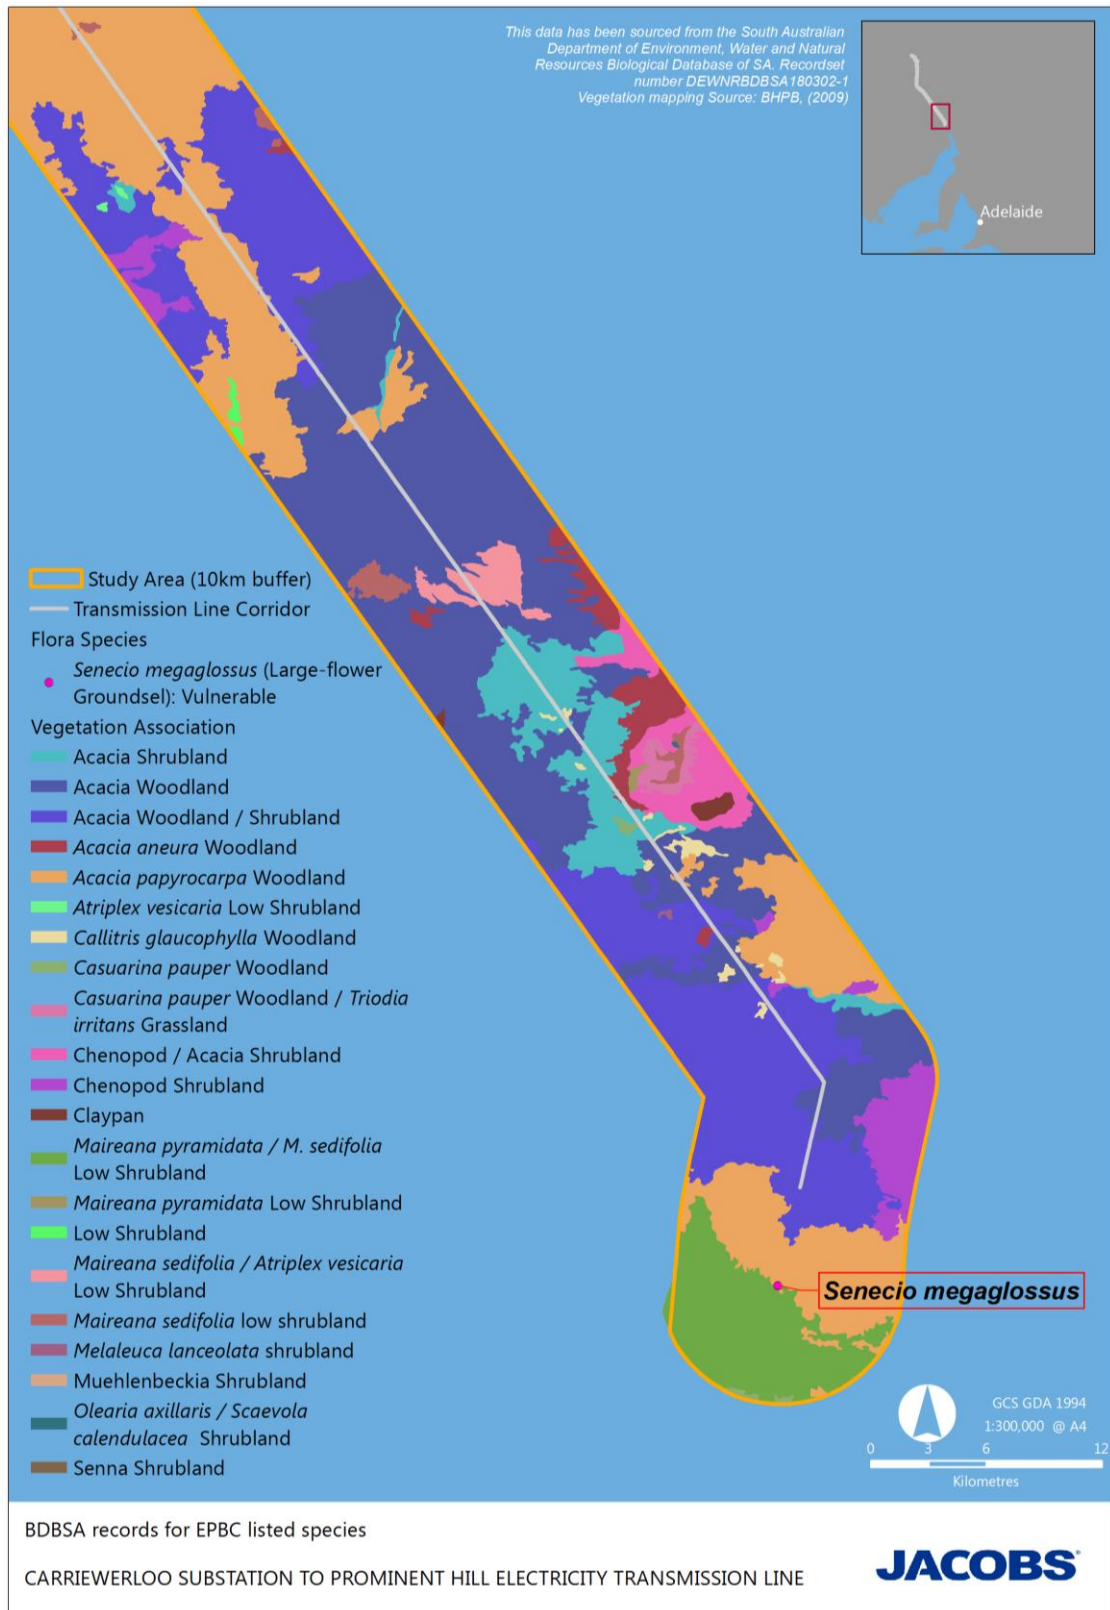 This data has been sourced from the South Australian
Department of Environment, Water and Natural
Resources Biological Database of SA. Recordset
number DEWNRBDBSA180302-1
Vegetation mapping Source: BHPB, (2009)
Adelaide
Study Area (10km buffer)
Transmission Line Corridor
Flora Species
Senecio megaglossus (Large-flower
Groundsel): Vulnerable
Vegetation Association
Acacia Shrubland
Acacia Woodland
Acacia Woodland / Shrubland
Acacia aneura Woodland
Acacia papyrocarpa Woodland
Atriplex vesicaria Low Shrubland
Callitris glaucophylla Woodland
Casuarina pauper Woodland
Casuarina pauper Woodland / Triodia
irritans Grassland
Chenopod / Acacia Shrubland
Chenopod Shrubland
Claypan
Maireana pyramidata / M. sedifolia
Low Shrubland
Maireana pyramidata Low Shrubland
Low Shrubland
Maireana sedifolia / Atriplex vesicaria
Low Shrubland
Maireana sedifolia low shrubland
Melaleuca lanceolata shrubland
Muehlenbeckia Shrubland
Olearia axillaris / Scaevola
calendulacea Shrubland
Senna Shrubland
Senecio megaglossus
GCS GDA 1994
1:300,000 @ A4
0 3 6 12
Kilometres
BDBSA records for EPBC listed species
CARRIEWERLOO SUBSTATION TO PROMINENT HILL ELECTRICITY TRANSMISSION LINE
JACOBS